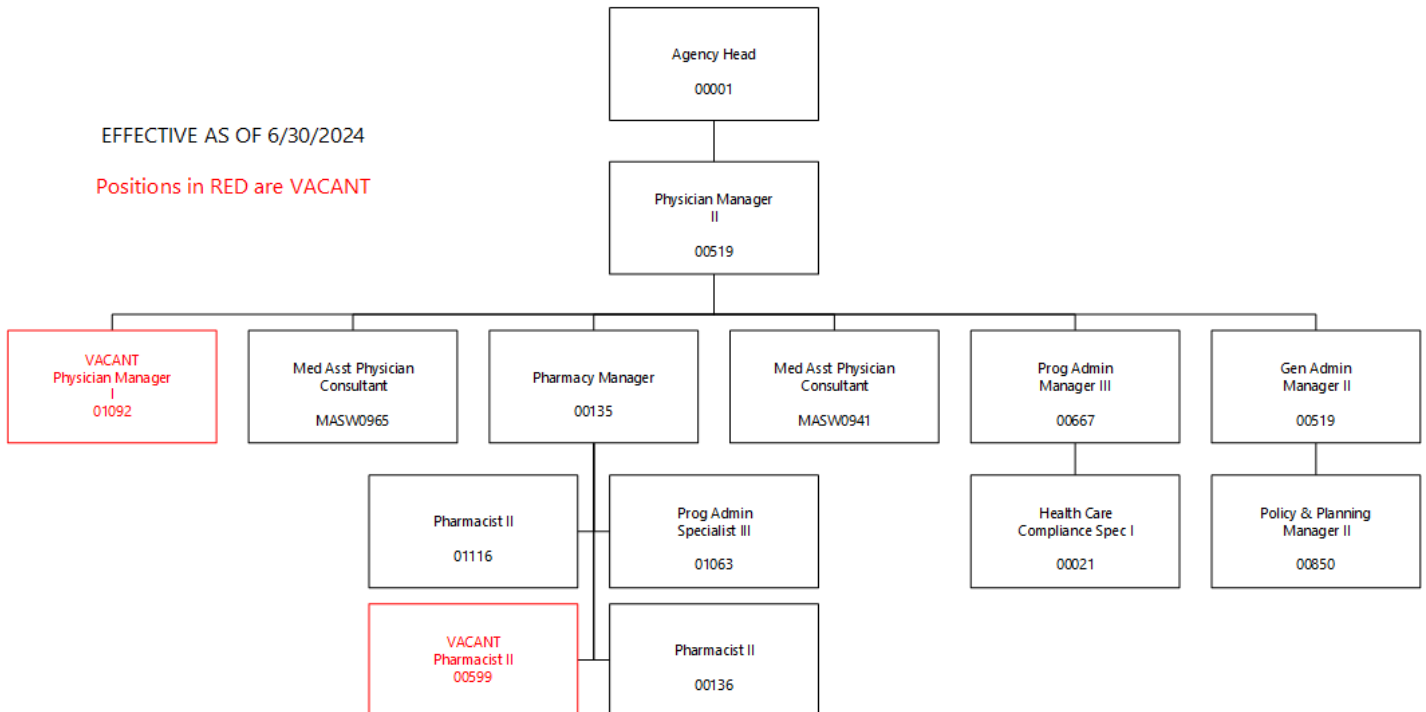 Agency Head
00001
EFFECTIVE AS OF 6/30/2024
Positions in RED are VACANT
Physician Manager
II
00519
VACANT
Physician Manager
I
01092
Med Asst Physician
Consultant
MASW0965
Pharmacy Manager
00135
Med Asst Physician
Consultant
MASW0941
Prog Admin
Manager III
00667
Gen Admin
Manager II
00519
Pharmacist II
01116
Prog Admin
Specialist III
01063
Health Care
Compliance Spec I
00021
Policy & Planning
Manager II
00850
VACANT
Pharmacist II
00599
Pharmacist II
00136